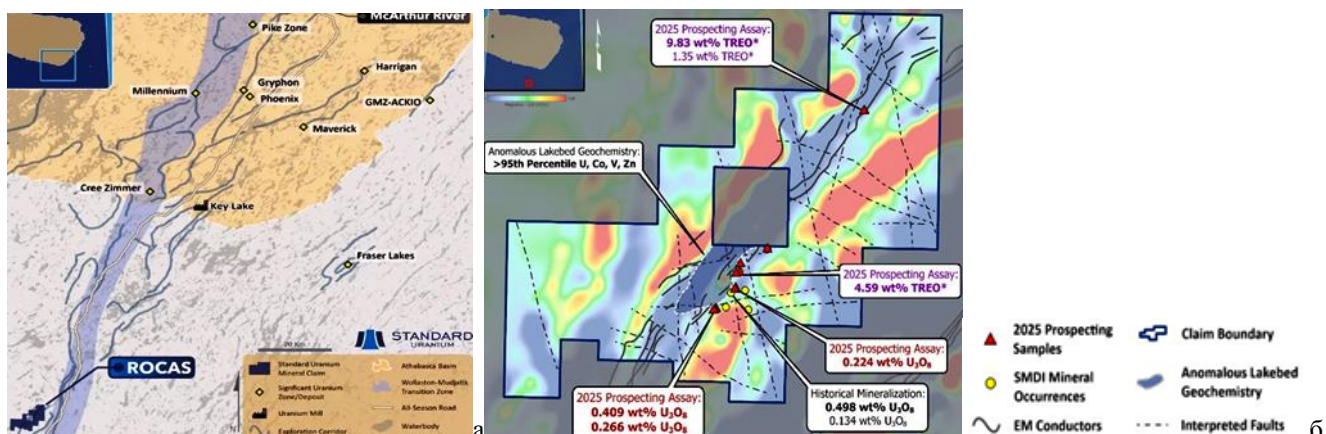 McARTHUR RIVER
Pike Zone
Harrigan
Millennium
Gryphon
Phoenix
GMZ-ACKIO
Maverick
Cree Zimmer
Key Lake
Fraser Lakes
ROCAS
STANDARD
URANIUM
20 Km
Standard Uranium
Mineral Claim
Significant Uranium
Zone/Deposit
Uranium Mill
Exploration Corridor
Athabasca Basin
Wollaston-Mudjatik
Transition Zone
All-Season Road
Waterbody
а
2025 Prospecting Assay:
9.83 wt% TREO*
1.35 wt% TREO*
Anomalous Lakebed Geochemistry:
>95th Percentile U, Co, V, Zn
2025 Prospecting Assay:
4.59 wt% TREO*
2025 Prospecting Assay:
0.224 wt% U₃O₈
2025 Prospecting Assay:
0.409 wt% U₃O₈
0.266 wt% U₃O₈
Historical Mineralization:
0.498 wt% U₃O₈
0.134 wt% U₃O₈
2025 Prospecting
Samples
SMDI Mineral
Occurrences
EM Conductors
Claim Boundary
Anomalous Lakebed
Geochemistry
Interpreted Faults
б